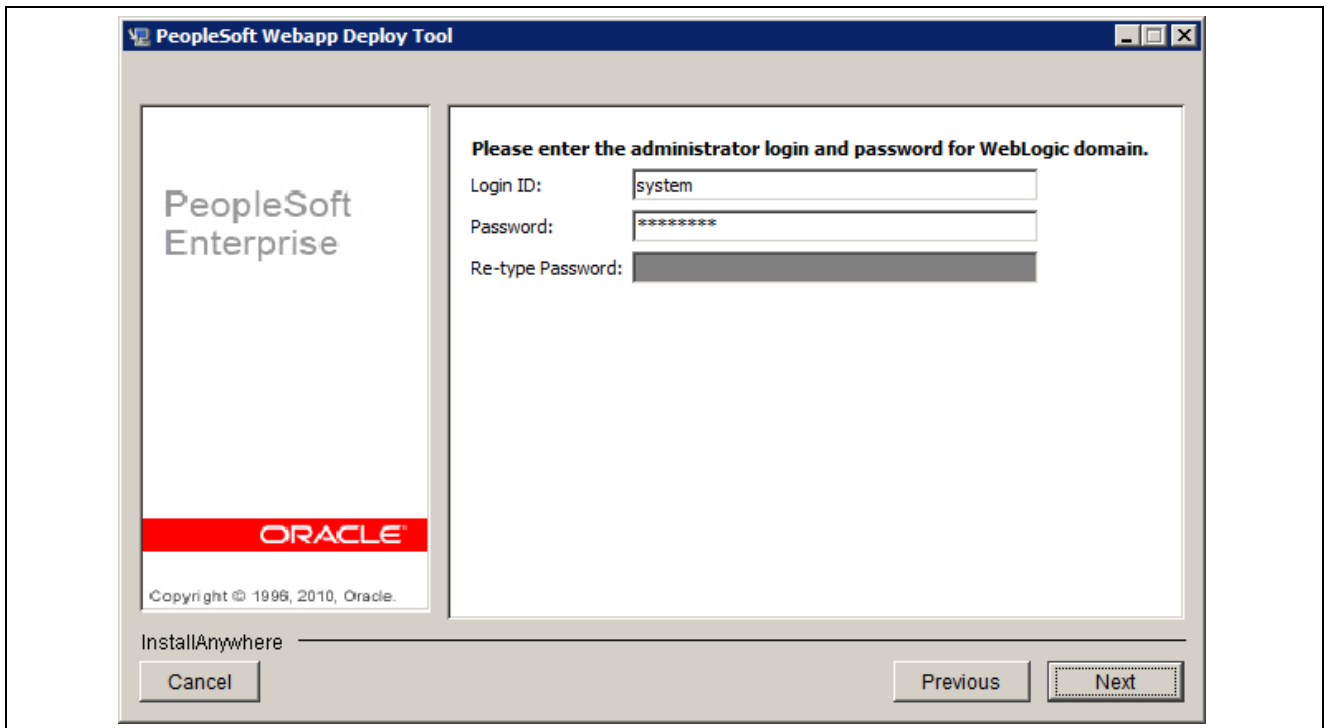 PeopleSoft Webapp Deploy Tool
PeopleSoft
Enterprise
ORACLE
Copyright © 1996, 2010, Oracle.
Please enter the administrator login and password for WebLogic domain.
Login ID: system
Password: ********
Re-type Password:
InstallAnywhere
Cancel Previous Next